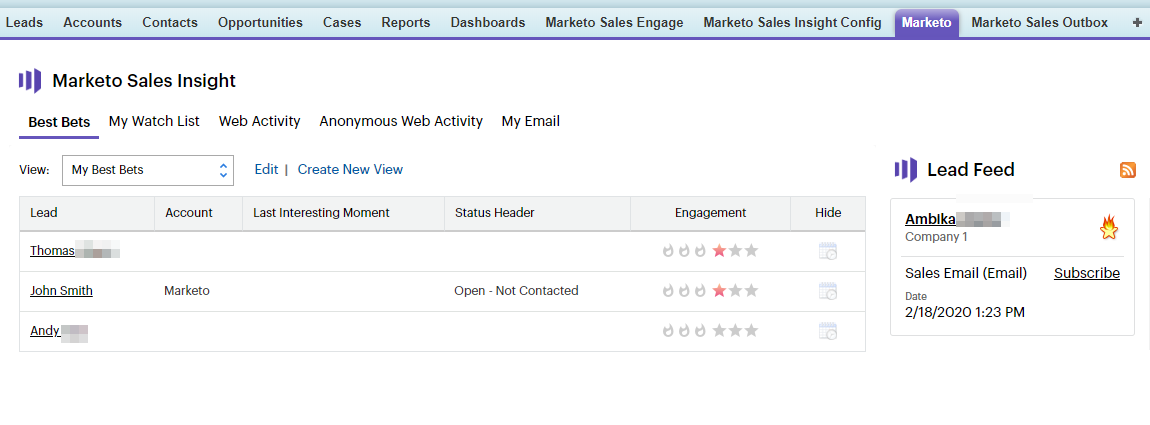 Leads Accounts Contacts Opportunities Cases Reports Dashboards Marketo Sales Engage Marketo Sales Insight Config Marketo Marketo Sales Outbox +
Marketo Sales Insight
Best Bets My Watch List Web Activity Anonymous Web Activity My Email
View: My Best Bets Edit | Create New View
Lead Account Last Interesting Moment Status Header Engagement Hide
Thomas
John Smith Marketo Open - Not Contacted
Andy
Lead Feed
Ambika
Company 1
Sales Email (Email) Subscribe
Date
2/18/2020 1:23 PM